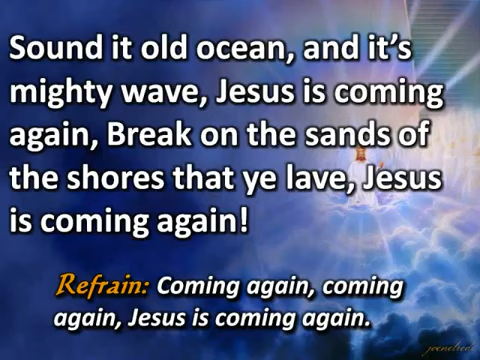 Sound it old ocean, and it's
mighty wave, Jesus is coming
again, Break on the sands of
the shores that ye lave, Jesus
is coming again!
Refrain: Coming again, coming
again, Jesus is coming again.